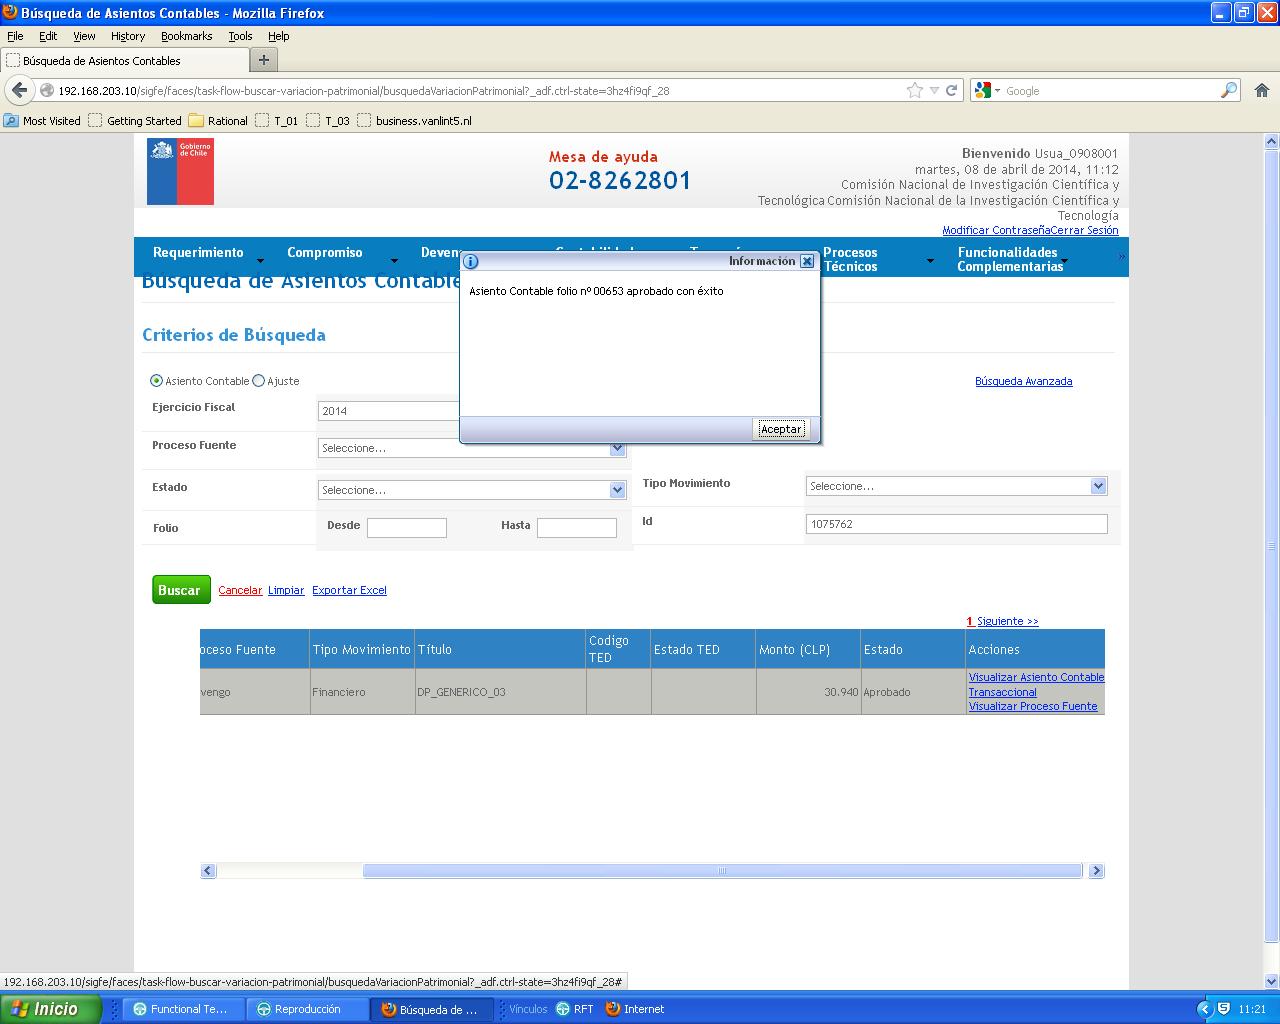 Búsqueda de Asientos Contables - Mozilla Firefox
File Edit View History Bookmarks Tools Help
Búsqueda de Asientos Contables
192.168.203.10/sigfe/faces/task-flow-buscar-variacion-patrimonial/busquedaVariacionPatrimonial?_adf.ctrl-state=3hz4fi9qf_28
Google
Most Visited Getting Started Rational T_01 T_03 business.vanlint5.nl
Gobierno
de Chile
Mesa de ayuda
02-8262801
Bienvenido Usua_0908001
martes, 08 de abril de 2014, 11:12
Comisión Nacional de Investigación Científica y
Tecnológica Comisión Nacional de la Investigación Científica y
Tecnología
Modificar Contraseña Cerrar Sesión
Requerimiento Compromiso Deven Procesos Técnicos Funcionalidades Complementarias »
Búsqueda de Asientos Contable
Información
Asiento Contable folio nº 00653 aprobado con éxito
Aceptar
Criterios de Búsqueda
Asiento Contable Ajuste
Búsqueda Avanzada
Ejercicio Fiscal 2014
Proceso Fuente Seleccione...
Estado Seleccione...
Tipo Movimiento Seleccione...
Folio Desde Hasta
Id 1075762
Buscar Cancelar Limpiar Exportar Excel
1 Siguiente >>
oceso Fuente Tipo Movimiento Título Codigo TED Estado TED Monto (CLP) Estado Acciones
vengo Financiero DP_GENERICO_03 30.940 Aprobado
Visualizar Asiento Contable
Transaccional
Visualizar Proceso Fuente
192.168.203.10/sigfe/faces/task-flow-buscar-variacion-patrimonial/busquedaVariacionPatrimonial?_adf.ctrl-state=3hz4fi9qf_28#
Inicio Functional Te... Reproducción Búsqueda de ... Vínculos RFT Internet 11:21